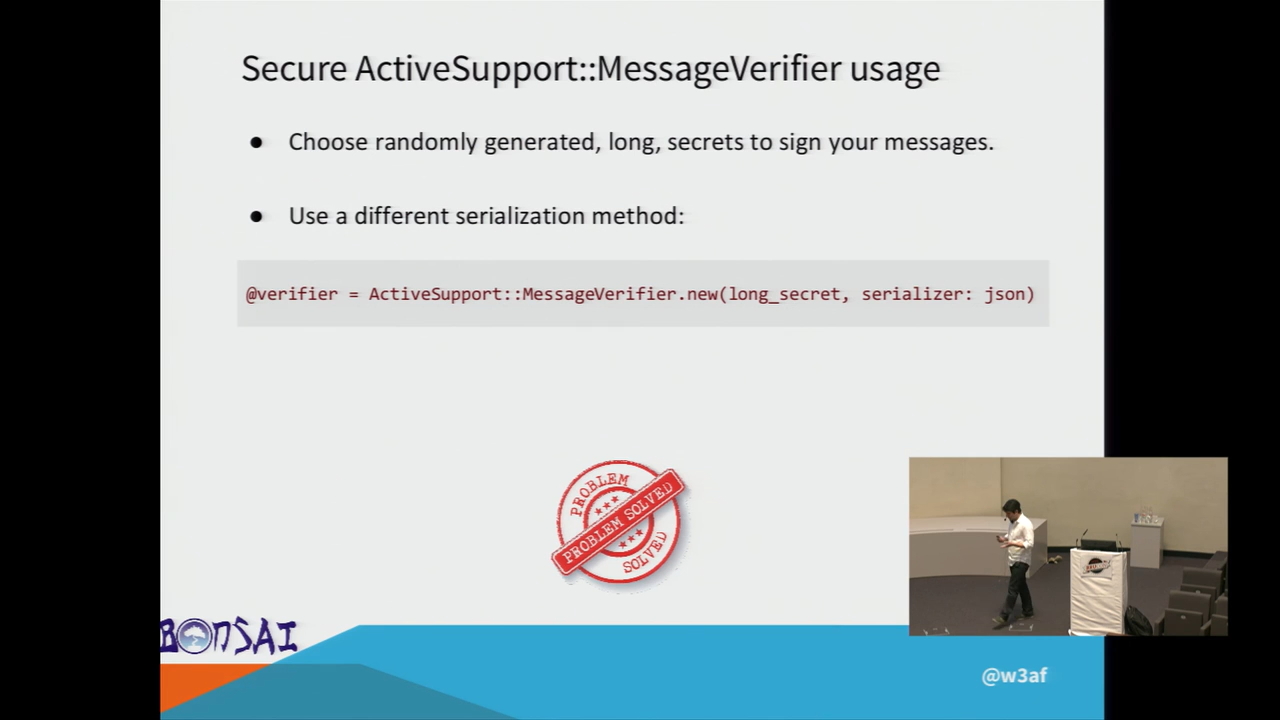 Secure ActiveSupport::MessageVerifier usage
● Choose randomly generated, long, secrets to sign your messages.
● Use a different serialization method:
@verifier = ActiveSupport::MessageVerifier.new(long_secret, serializer: json)
PROBLEM
PROBLEM SOLVED
SOLVED
BONSAI
@w3af